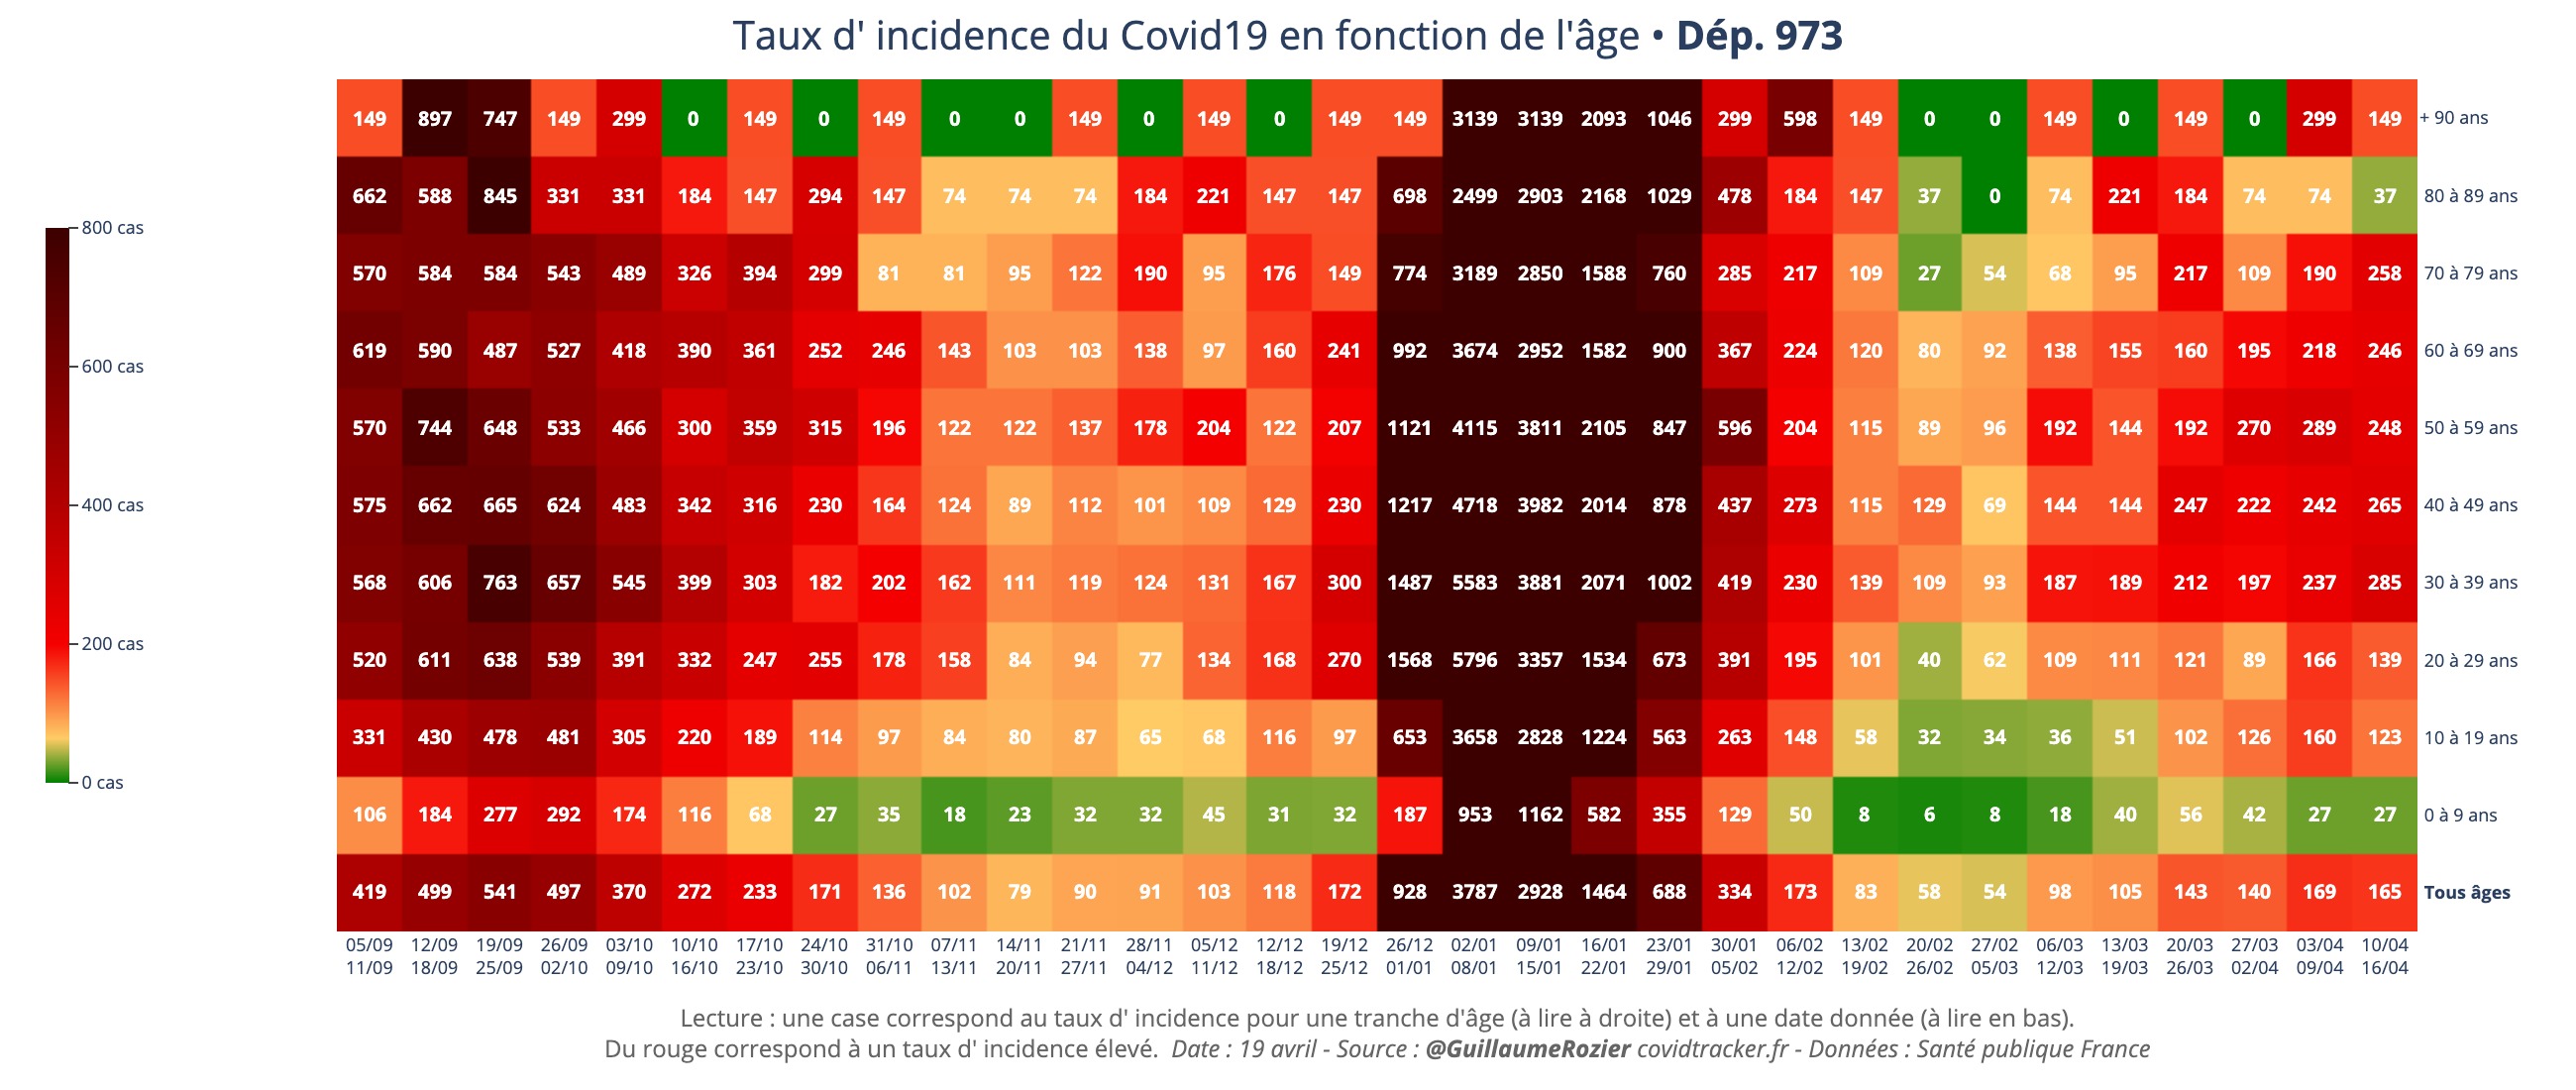 Taux d' incidence du Covid19 en fonction de l'âge • Dép. 973
149 897 747 149 299 0 149 0 149 0 0 149 0 149 0 149 149 3139 3139 2093 1046 299 598 149 0 0 149 0 149 0 299 149 + 90 ans
662 588 845 331 331 184 147 294 147 74 74 74 184 221 147 147 698 2499 2903 2168 1029 478 184 147 37 0 74 221 184 74 74 37 80 à 89 ans
800 cas
570 584 584 543 489 326 394 299 81 81 95 122 190 95 176 149 774 3189 2850 1588 760 285 217 109 27 54 68 95 217 109 190 258 70 à 79 ans
619 590 487 527 418 390 361 252 246 143 103 103 138 97 160 241 992 3674 2952 1582 900 367 224 120 80 92 138 155 160 195 218 246 60 à 69 ans
600 cas
570 744 648 533 466 300 359 315 196 122 122 137 178 204 122 207 1121 4115 3811 2105 847 596 204 115 89 96 192 144 192 270 289 248 50 à 59 ans
400 cas
575 662 665 624 483 342 316 230 164 124 89 112 101 109 129 230 1217 4718 3982 2014 878 437 273 115 129 69 144 144 247 222 242 265 40 à 49 ans
568 606 763 657 545 399 303 182 202 162 111 119 124 131 167 300 1487 5583 3881 2071 1002 419 230 139 109 93 187 189 212 197 237 285 30 à 39 ans
200 cas
520 611 638 539 391 332 247 255 178 158 84 94 77 134 168 270 1568 5796 3357 1534 673 391 195 101 40 62 109 111 121 89 166 139 20 à 29 ans
331 430 478 481 305 220 189 114 97 84 80 87 65 68 116 97 653 3658 2828 1224 563 263 148 58 32 34 36 51 102 126 160 123 10 à 19 ans
0 cas
106 184 277 292 174 116 68 27 35 18 23 32 32 45 31 32 187 953 1162 582 355 129 50 8 6 8 18 40 56 42 27 27 0 à 9 ans
419 499 541 497 370 272 233 171 136 102 79 90 91 103 118 172 928 3787 2928 1464 688 334 173 83 58 54 98 105 143 140 169 165 Tous âges
05/09 12/09 19/09 26/09 03/10 10/10 17/10 24/10 31/10 07/11 14/11 21/11 28/11 05/12 12/12 19/12 26/12 02/01 09/01 16/01 23/01 30/01 06/02 13/02 20/02 27/02 06/03 13/03 20/03 27/03 03/04 10/04
11/09 18/09 25/09 02/10 09/10 16/10 23/10 30/10 06/11 13/11 20/11 27/11 04/12 11/12 18/12 25/12 01/01 08/01 15/01 22/01 29/01 05/02 12/02 19/02 26/02 05/03 12/03 19/03 26/03 02/04 09/04 16/04
Lecture : une case correspond au taux d' incidence pour une tranche d'âge (à lire à droite) et à une date donnée (à lire en bas).
Du rouge correspond à un taux d' incidence élevé. Date : 19 avril - Source : @GuillaumeRozier covidtracker.fr - Données : Santé publique France